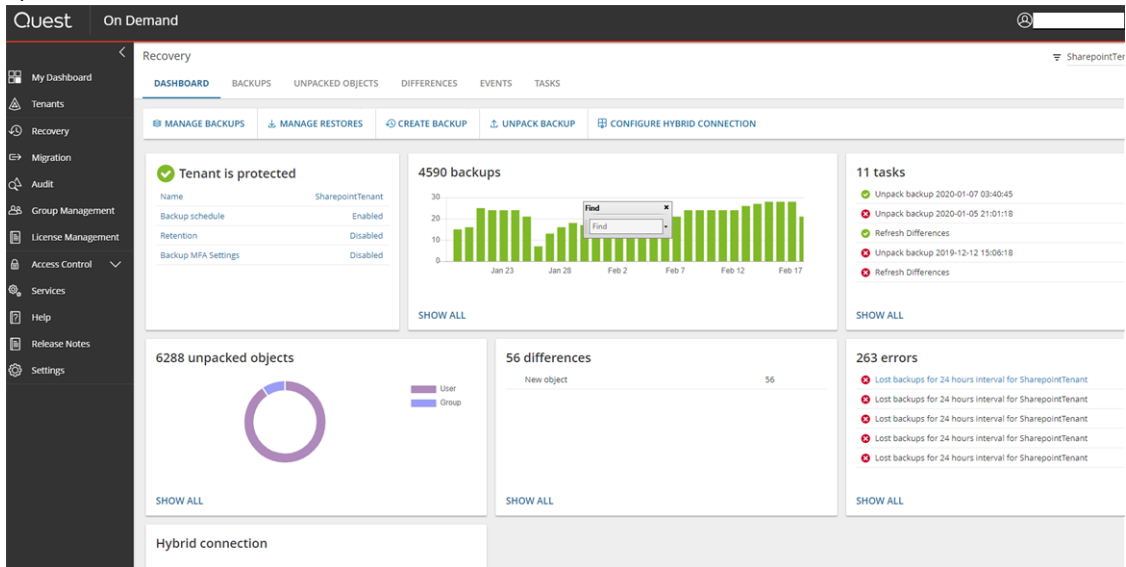 Quest On Demand
Recovery
SharepointTer
My Dashboard
Tenants
Recovery
Migration
Audit
Group Management
License Management
Access Control
Services
Help
Release Notes
Settings
DASHBOARD BACKUPS UNPACKED OBJECTS DIFFERENCES EVENTS TASKS
MANAGE BACKUPS MANAGE RESTORES CREATE BACKUP UNPACK BACKUP CONFIGURE HYBRID CONNECTION
Tenant is protected
Name SharepointTenant
Backup schedule Enabled
Retention Disabled
Backup MFA Settings Disabled
4590 backups
30
20
10
0
Jan 23 Jan 28 Feb 2 Feb 7 Feb 12 Feb 17
Find
Find
SHOW ALL
11 tasks
Unpack backup 2020-01-07 03:40:45
Unpack backup 2020-01-05 21:01:18
Refresh Differences
Unpack backup 2019-12-12 15:06:18
Refresh Differences
SHOW ALL
6288 unpacked objects
User
Group
SHOW ALL
56 differences
New object 56
SHOW ALL
263 errors
Lost backups for 24 hours interval for SharepointTenant
Lost backups for 24 hours interval for SharepointTenant
Lost backups for 24 hours interval for SharepointTenant
Lost backups for 24 hours interval for SharepointTenant
Lost backups for 24 hours interval for SharepointTenant
SHOW ALL
Hybrid connection